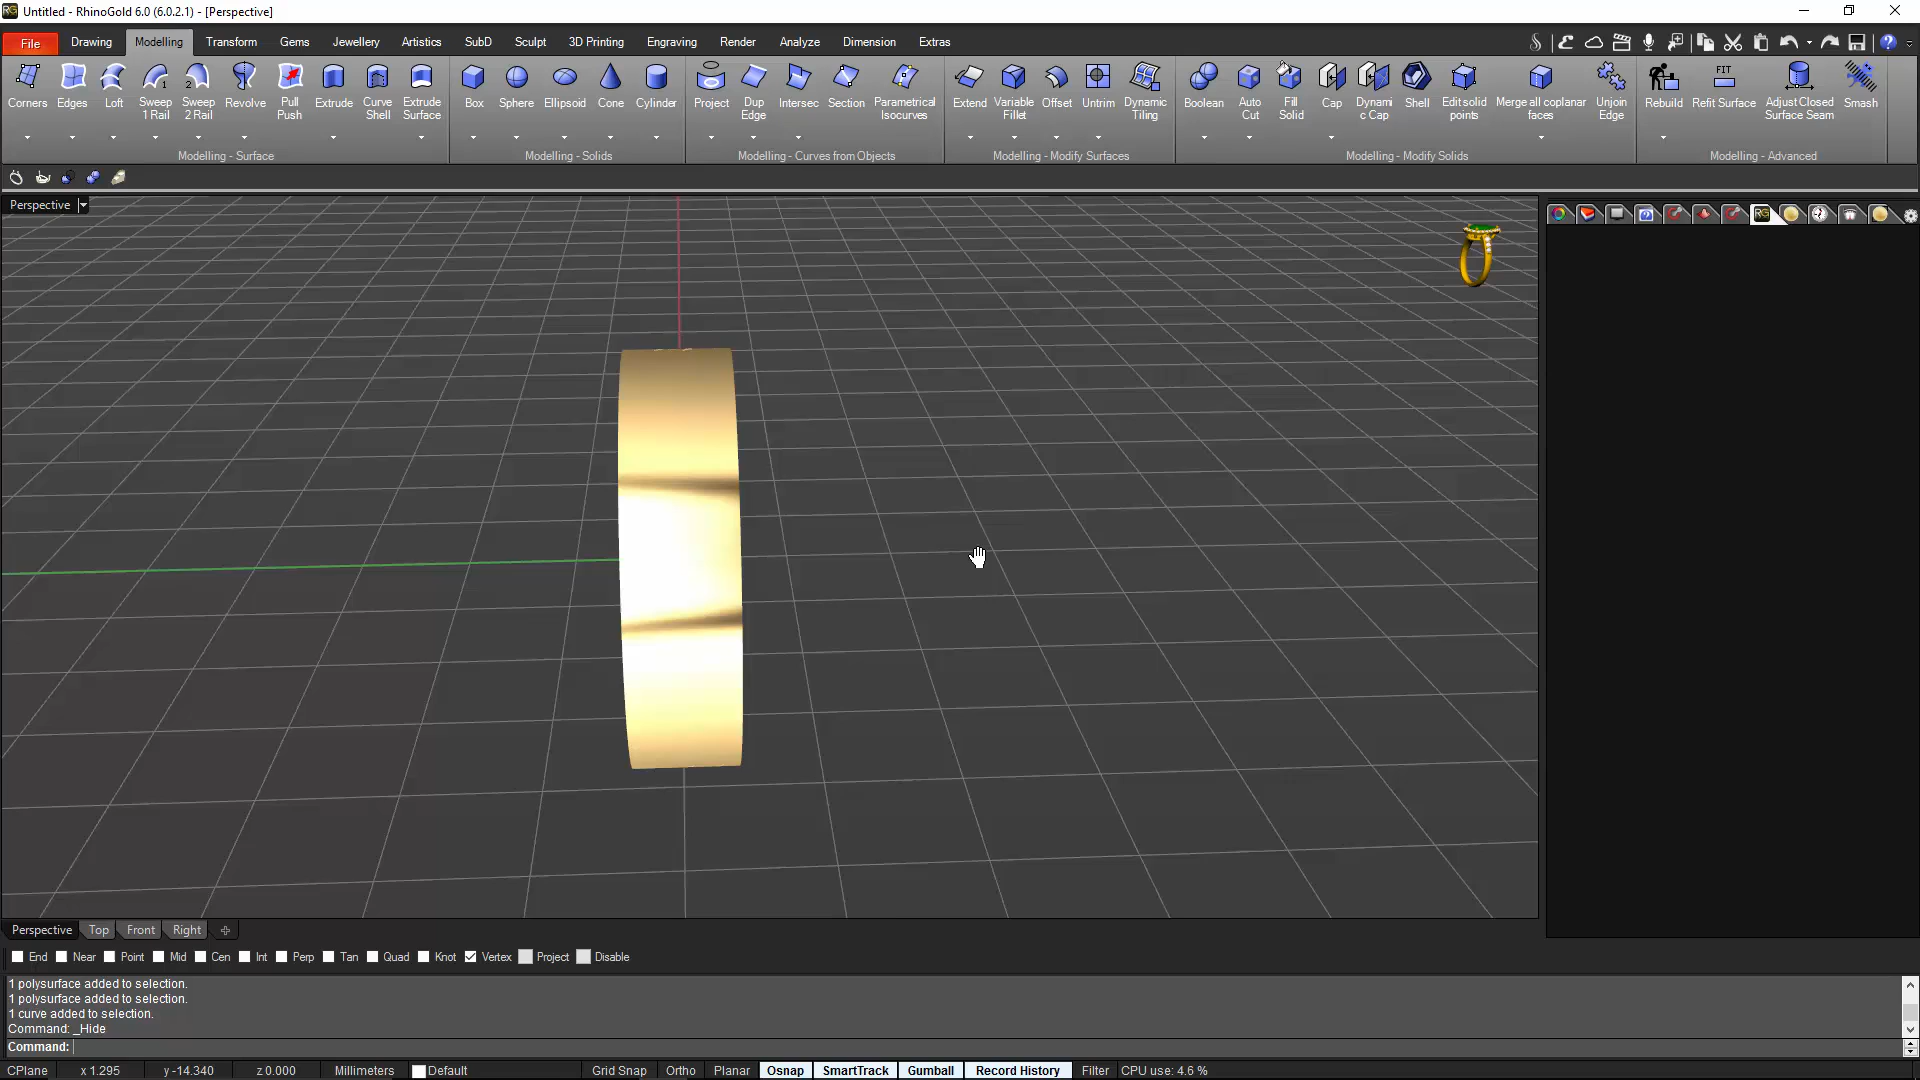 Untitled - RhinoGold 6.0 (6.0.2.1) - [Perspective]
File Drawing Modelling Transform Gems Jewellery Artistics SubD Sculpt 3D Printing Engraving Render Analyze Dimension Extras
Corners Edges Loft Sweep 1 Rail Sweep 2 Rail Revolve Pull Push Extrude Curve Shell Extrude Surface
Modelling - Surface
Box Sphere Ellipsoid Cone Cylinder
Modelling - Solids
Project Dup Edge Intersec Section Parametrical Isocurves
Modelling - Curves from Objects
Extend Variable Fillet Offset Untrim Dynamic Tiling
Modelling - Modify Surfaces
Boolean Auto Cut Fill Solid Cap Dynami c Cap Shell Edit solid points Merge all coplanar faces Unjoin Edge
Modelling - Modify Solids
FIT
Rebuild Refit Surface Adjust Closed Surface Seam Smash
Modelling - Advanced
Perspective
RG
Perspective Top Front Right
End Near Point Mid Cen Int Perp Tan Quad Knot Vertex Project Disable
1 polysurface added to selection.
1 polysurface added to selection.
1 curve added to selection.
Command: _Hide
Command:
CPlane x 1.295 y -14.340 z 0.000 Millimeters Default Grid Snap Ortho Planar Osnap SmartTrack Gumball Record History Filter CPU use: 4.6 %